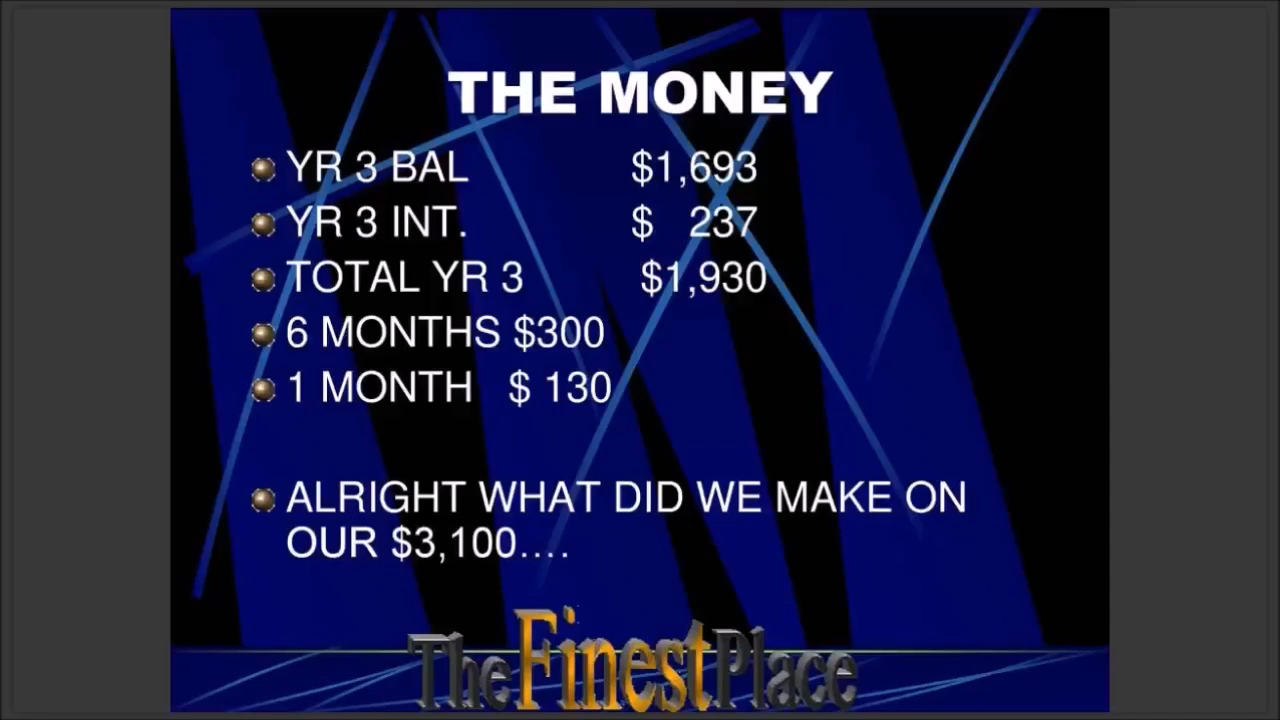 THE MONEY
YR 3 BAL $1,693
YR 3 INT. $ 237
TOTAL YR 3 $1,930
6 MONTHS $300
1 MONTH $ 130
ALRIGHT WHAT DID WE MAKE ON
OUR $3,100....
TheFinestPlace